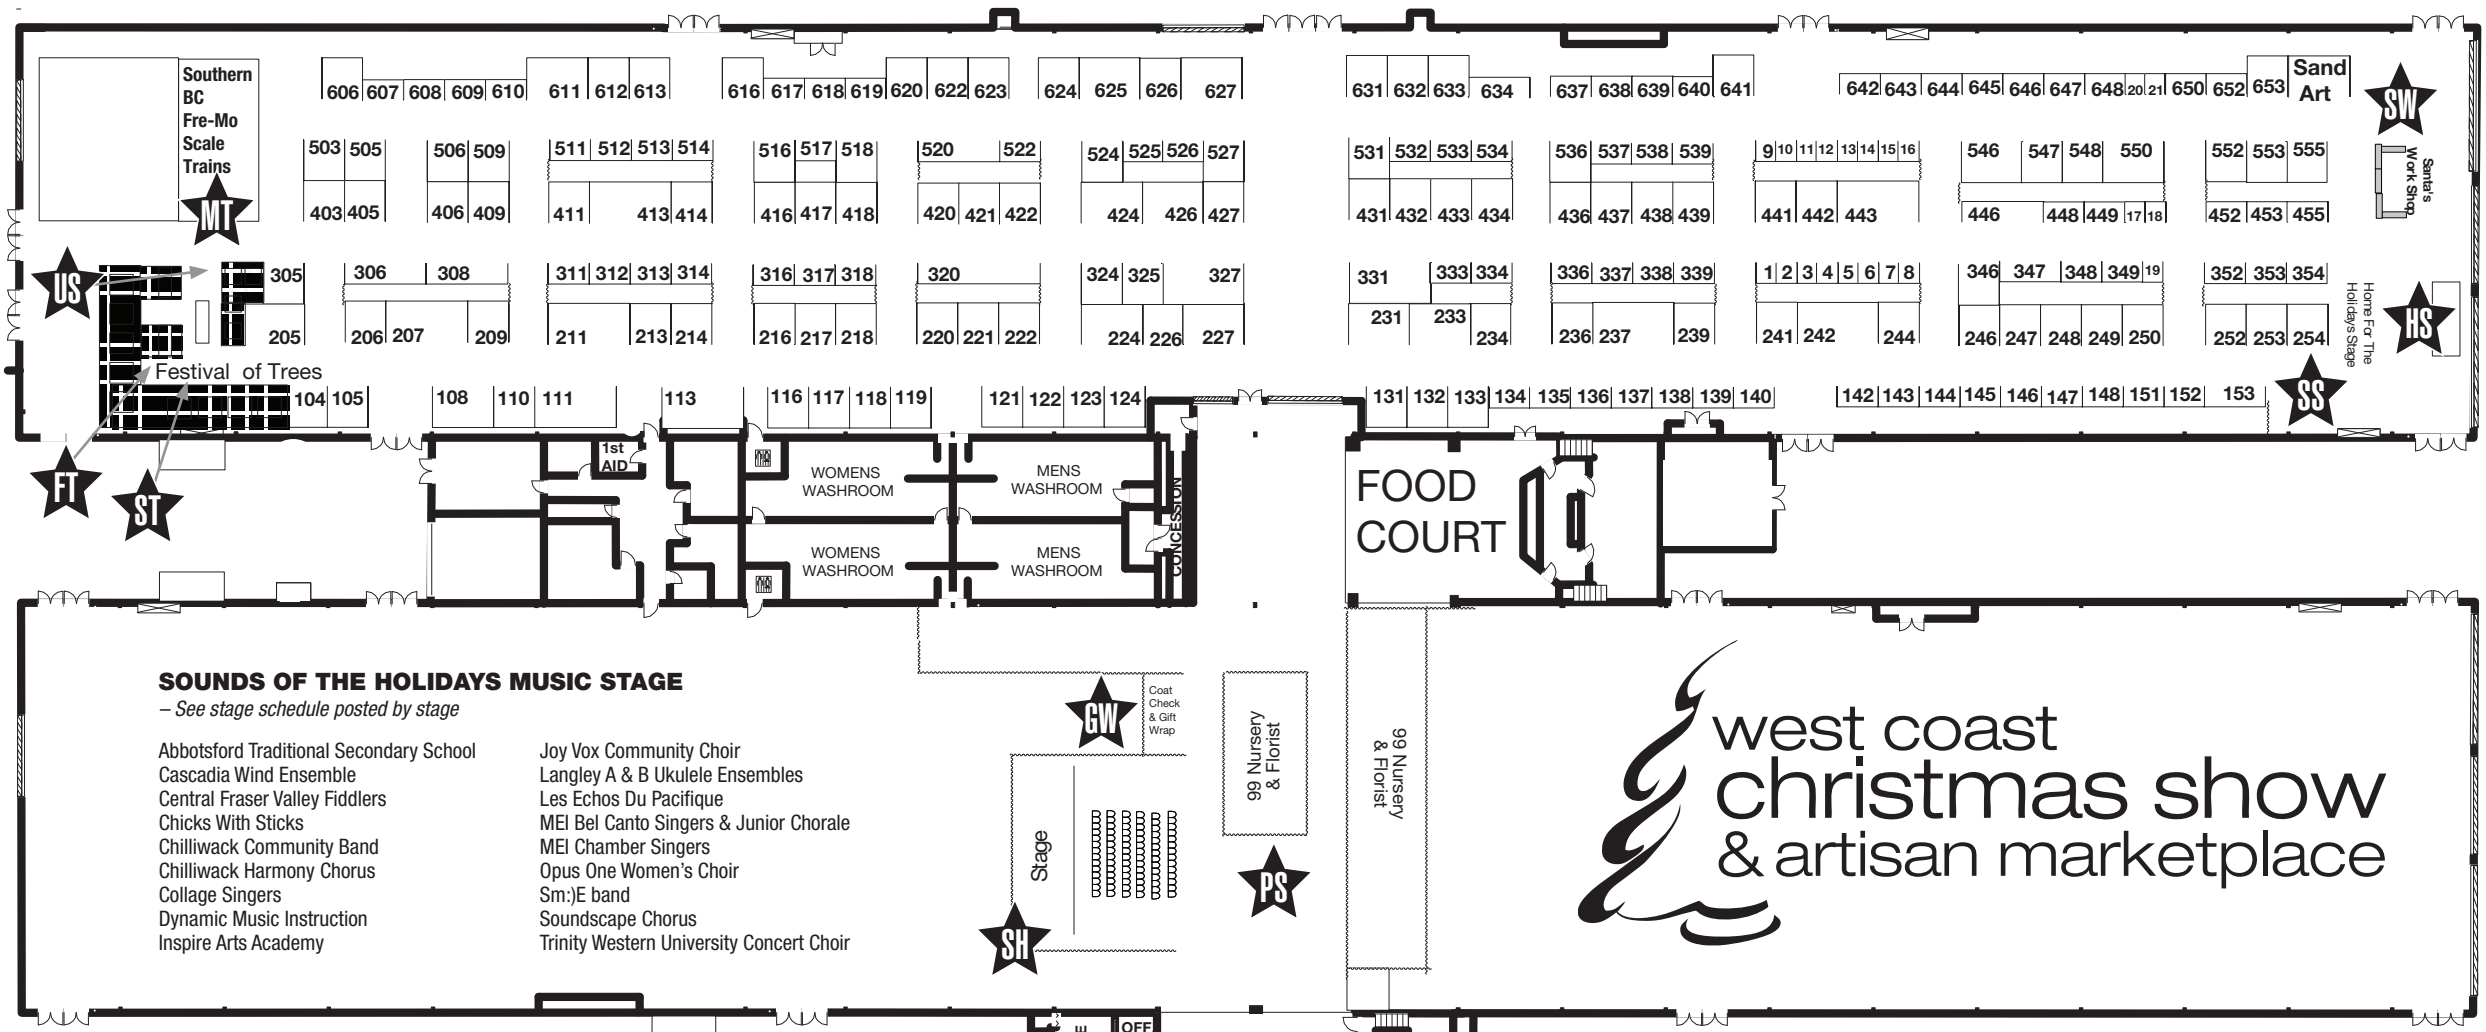 Southern
BC
Fre-Mo
Scale
Trains
MT
606 607 608 609 610 611 612 613 616 617 618 619 620 622 623 624 625 626 627 631 632 633 634 637 638 639 640 641 642 643 644 645 646 647 648 20 21 650 652 653
Sand
Art
SW
503 505 506 509 511 512 513 514 516 517 518 520 522 524 525 526 527 531 532 533 534 536 537 538 539 9 10 11 12 13 14 15 16 546 547 548 550 552 553 555
Santa's
Work Shop
403 405 406 409 411 413 414 416 417 418 420 421 422 424 426 427 431 432 433 434 436 437 438 439 441 442 443 446 448 449 17 18 452 453 455
US
305 306 308 311 312 313 314 316 317 318 320 324 325 327 331 333 334 336 337 338 339 1 2 3 4 5 6 7 8 346 347 348 349 19 352 353 354
Home For The
Holidays Stage
HS
205 206 207 209 211 213 214 216 217 218 220 221 222 224 226 227 231 233 234 236 237 239 241 242 244 246 247 248 249 250 252 253 254
Festival of Trees
104 105 108 110 111 113 116 117 118 119 121 122 123 124 131 132 133 134 135 136 137 138 139 140 142 143 144 145 146 147 148 151 152 153
SS
FT
ST
1st
AID
WOMENS
WASHROOM
MENS
WASHROOM
WOMENS
WASHROOM
MENS
WASHROOM
CONCESSION
FOOD
COURT
SOUNDS OF THE HOLIDAYS MUSIC STAGE
– See stage schedule posted by stage
Abbotsford Traditional Secondary School
Cascadia Wind Ensemble
Central Fraser Valley Fiddlers
Chicks With Sticks
Chilliwack Community Band
Chilliwack Harmony Chorus
Collage Singers
Dynamic Music Instruction
Inspire Arts Academy
Joy Vox Community Choir
Langley A & B Ukulele Ensembles
Les Echos Du Pacifique
MEI Bel Canto Singers & Junior Chorale
MEI Chamber Singers
Opus One Women's Choir
Sm:)E band
Soundscape Chorus
Trinity Western University Concert Choir
GW
Coat
Check
& Gift
Wrap
Stage
SH
99 Nursery
& Florist
PS
99 Nursery
& Florist
west coast
christmas show
& artisan marketplace
OFF